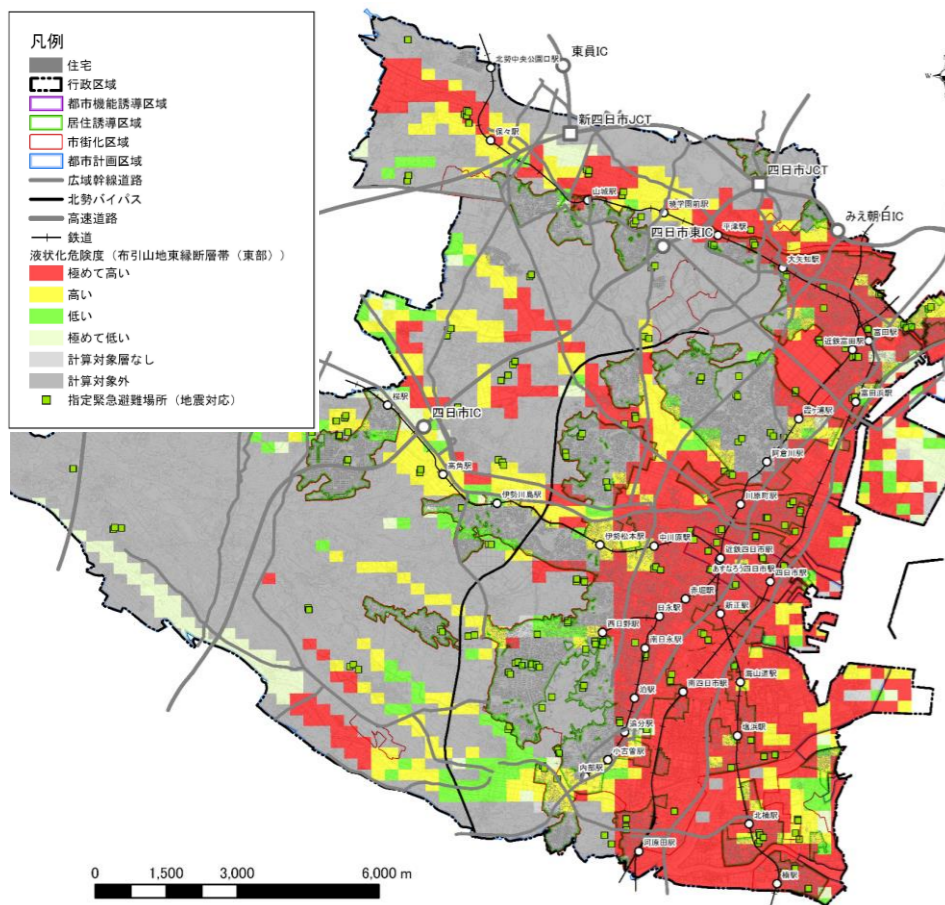 凡例
住宅
行政区域
都市機能誘導区域
居住誘導区域
市街化区域
都市計画区域
広域幹線道路
北勢バイパス
高速道路
鉄道
液状化危険度（布引山地東縁断層帯（東部））
極めて高い
高い
低い
極めて低い
計算対象層なし
計算対象外
指定緊急避難場所（地震対応）
東員IC
北勢中央公園口駅
W
新四日市JCT
保々駅
四日市JCT
山城駅
暁学園前駅
みえ朝日IC
平津駅
四日市東IC
大矢知駅
富田駅
近鉄富田駅
富田浜駅
桜駅
霞ヶ浦駅
四日市IC
阿倉川駅
高角駅
伊勢川島駅
川原町駅
伊勢松本駅
中川原駅
近鉄四日市駅
あすなろう四日市駅
四日市駅
赤堀駅
日永駅
新正駅
西日野駅
南日永駅
海山道駅
泊駅
南四日市駅
追分駅
塩浜駅
小古曽駅
内部駅
北楠駅
河原田駅
楠駅
0 1,500 3,000 6,000 m